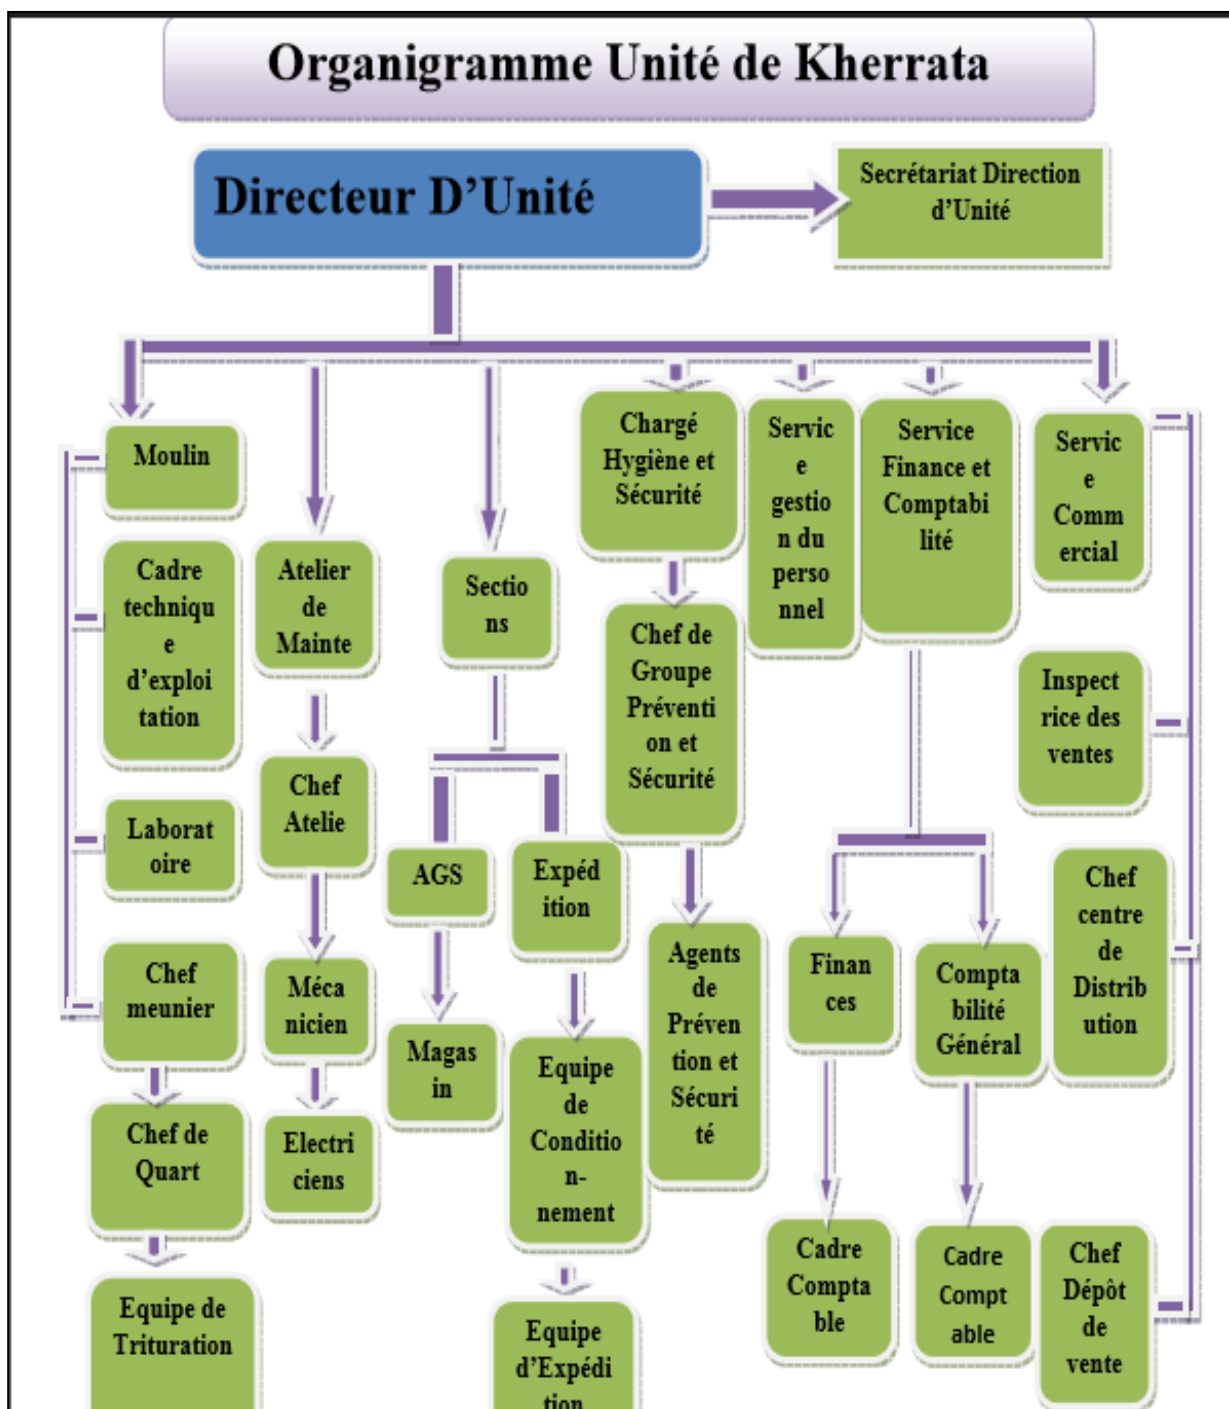 Organigramme Unité de Kherrata
Directeur D’Unité
Secrétariat Direction
d’Unité
Moulin
Cadre
techniqu
e
d’exploi
tation
Laborat
oire
Chef
meunier
Chef de
Quart
Equipe de
Trituration
Atelier
de
Mainte
Chef
Atelie
Méca
nicien
Electri
ciens
Sectio
ns
AGS
Magas
in
Expéd
ition
Equipe
de
Condition
n-
nement
Equipe
d’Expédi
tion
Chargé
Hygiène et
Sécurité
Chef de
Groupe
Préventi
on et
Sécurité
Agents
de
Préven
tion et
Sécuri
té
Servic
e
gestio
n du
perso
nnel
Service
Finance et
Comptabi
lité
Finan
ces
Cadre
Compta
ble
Compta
bilité
Général
Cadre
Compt
able
Servic
e
Comm
ercial
Inspect
rice des
ventes
Chef
centre
de
Distrib
ution
Chef
Dépôt
de
vente